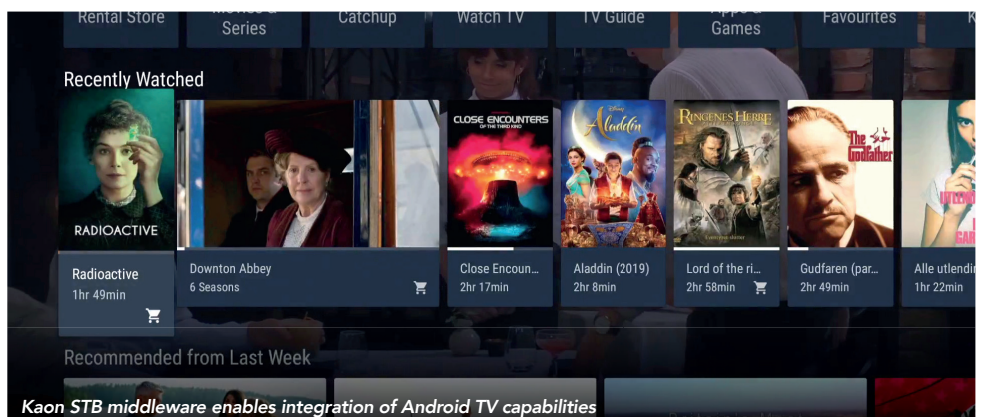 Rental Store
Movies &
Series
Catchup
Watch TV
TV Guide
Apps &
Games
Favourites
K
Recently Watched
RADIOACTIVE
CLOSE ENCOUNTERS
OF THE THIRD KIND
Disney
Aladdin
RINGENES HERRE
The
Godfather
Radioactive
1hr 49min
Downton Abbey
6 Seasons
Close Encoun...
2hr 17min
Aladdin (2019)
2hr 8min
Lord of the ri...
2hr 58min
Gudfaren (par...
2hr 49min
Alle utlendin
1hr 22min
Recommended from Last Week
Kaon STB middleware enables integration of Android TV capabilities